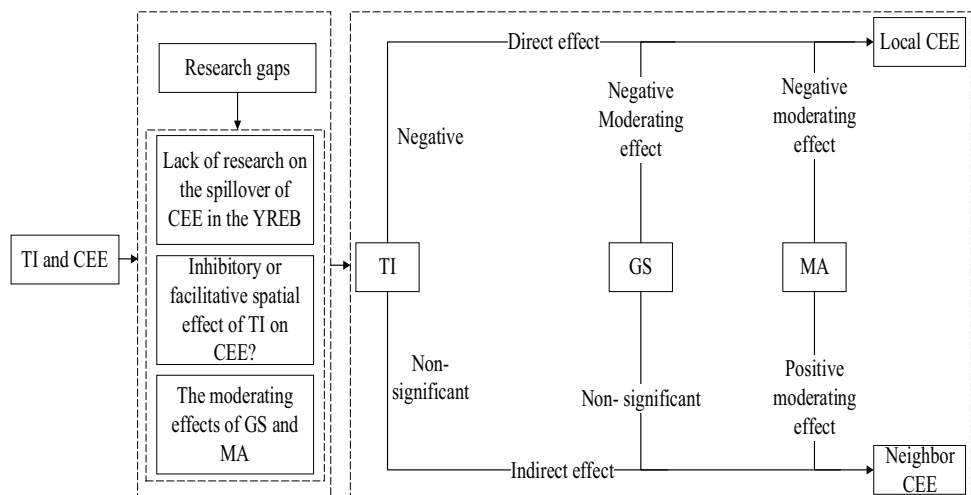 TI and CEE
Research gaps
Lack of research on
the spillover of
CEE in the YREB
Inhibitory or
facilitative spatial
effect of TI on
CEE?
The moderating
effects of GS and
MA
TI
Negative
Non-
significant
Direct effect
Indirect effect
Negative
Moderating
effect
GS
Non- significant
Negative
moderating
effect
MA
Positive
moderating
effect
Local CEE
Neighbor
CEE